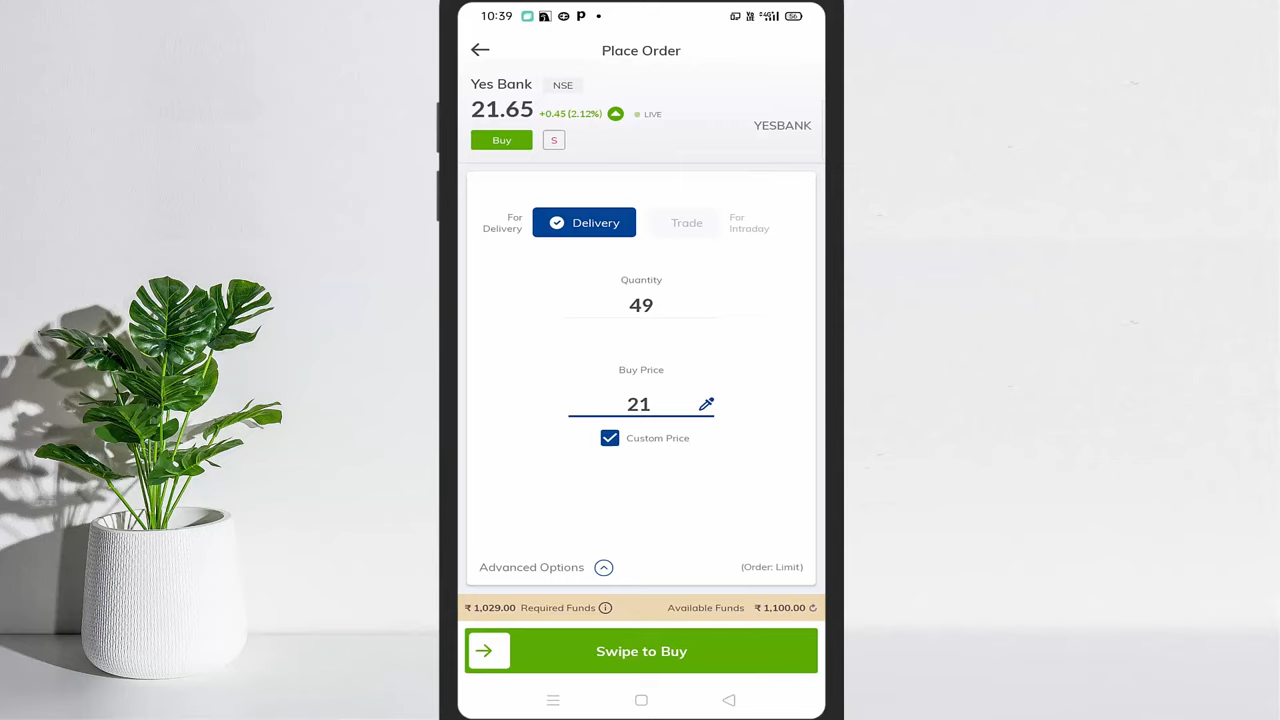 10:39
56
Place Order
Yes Bank NSE
21.65 +0.45 (2.12%) LIVE
YESBANK
Buy S
For Delivery
Delivery
Trade
For Intraday
Quantity
49
Buy Price
21
Custom Price
Advanced Options (Order: Limit)
₹ 1,029.00 Required Funds Available Funds ₹ 1,100.00
Swipe to Buy